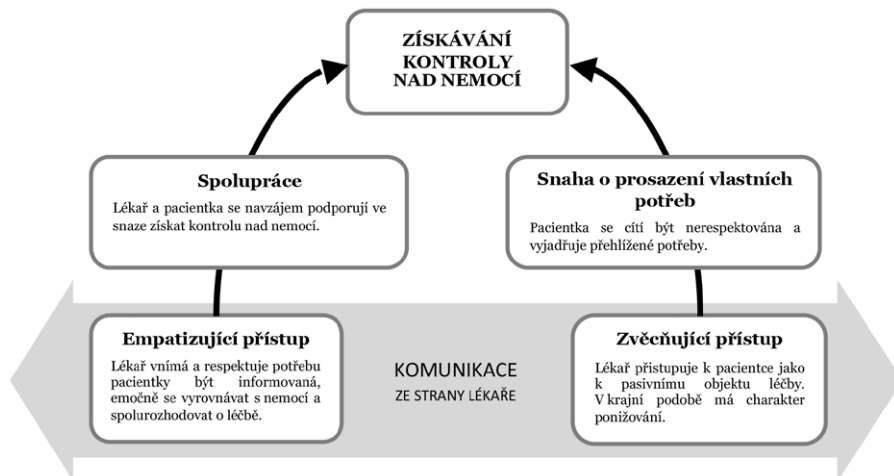 ZÍSKÁVÁNÍ
KONTROLY
NAD NEMOCÍ
Spolupráce
Lékař a pacientka se navzájem podporují ve
snaze získat kontrolu nad nemocí.
Snaha o prosazení vlastních
potřeb
Pacientka se cítí být nerespektována a
vyjadřuje přehlížené potřeby.
Empatizující přístup
Lékař vnímá a respektuje potřebu
pacientky být informovaná,
emočně se vyrovnávat s nemocí a
spolurozhodovat o léčbě.
KOMUNIKACE
ZE STRANY LÉKAŘE
Zvěcňující přístup
Lékař přistupuje k pacientce jako
k pasivnímu objektu léčby.
V krajní podobě má charakter
ponižování.